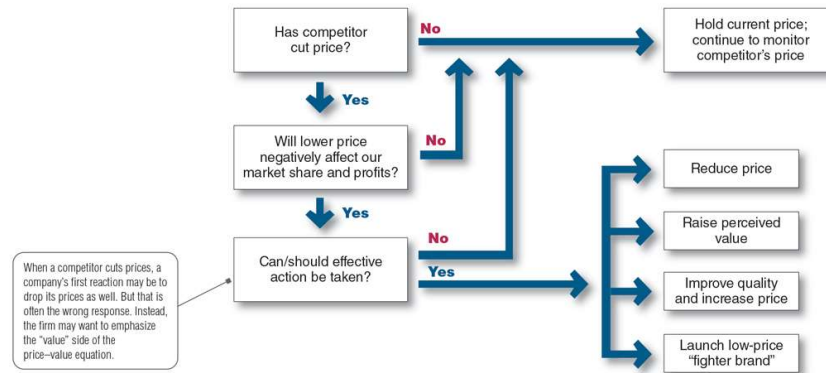 Has competitor
cut price?
No
Hold current price;
continue to monitor
competitor's price
Yes
Will lower price
negatively affect our
market share and profits?
No
Reduce price
Yes
Raise perceived
value
Can/should effective
action be taken?
No
Yes
When a competitor cuts prices, a
company's first reaction may be to
drop its prices as well. But that is
often the wrong response. Instead,
the firm may want to emphasize
the "value" side of the
price–value equation.
Improve quality
and increase price
Launch low-price
"fighter brand"